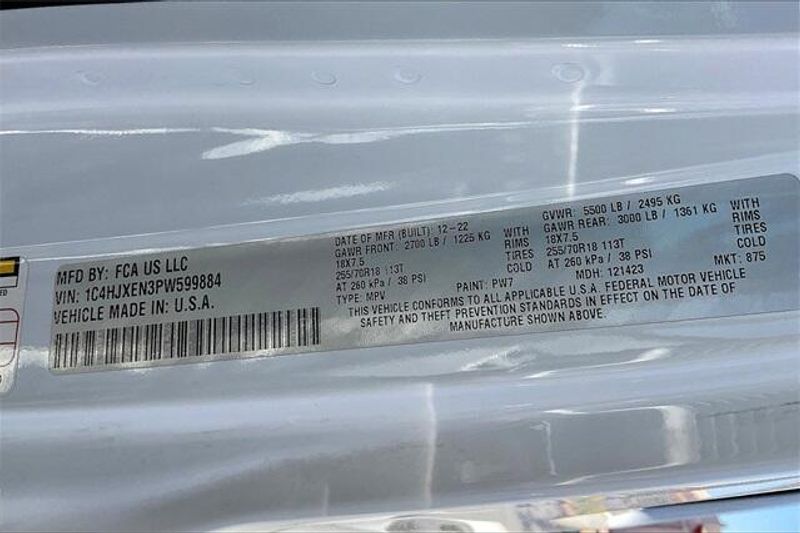 MFD BY: FCA US LLC
VIN: 1C4HJXEN3PW599884
VEHICLE MADE IN: U.S.A.
DATE OF MFR (BUILT) 12-22
GAWR FRONT: 2700 LB / 1225 KG WITH
18X7.5 RIMS
255/70R18 113T TIRES
AT 260 kPa / 38 PSI COLD
TYPE: MPV PAINT: PW7
GVWR: 5500 LB / 2495 KG
GAWR REAR: 3000 LB / 1361 KG WITH
18X7.5 RIMS
255/70R18 113T TIRES
AT 260 kPa / 38 PSI COLD
MDH: 121423 MKT: 875
THIS VEHICLE CONFORMS TO ALL APPLICABLE U.S.A. FEDERAL MOTOR VEHICLE
SAFETY AND THEFT PREVENTION STANDARDS IN EFFECT ON THE DATE OF
MANUFACTURE SHOWN ABOVE.